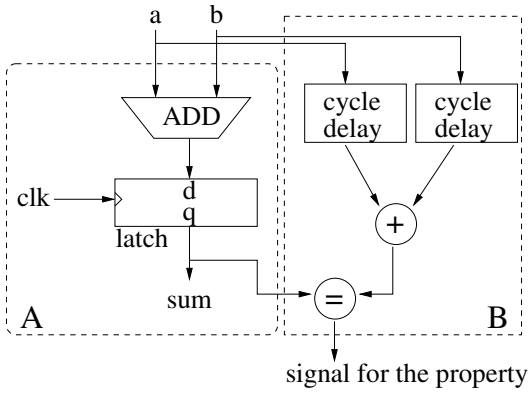 a
b
ADD
cycle
delay
cycle
delay
clk
d
q
latch
+
sum
=
A
B
signal for the property